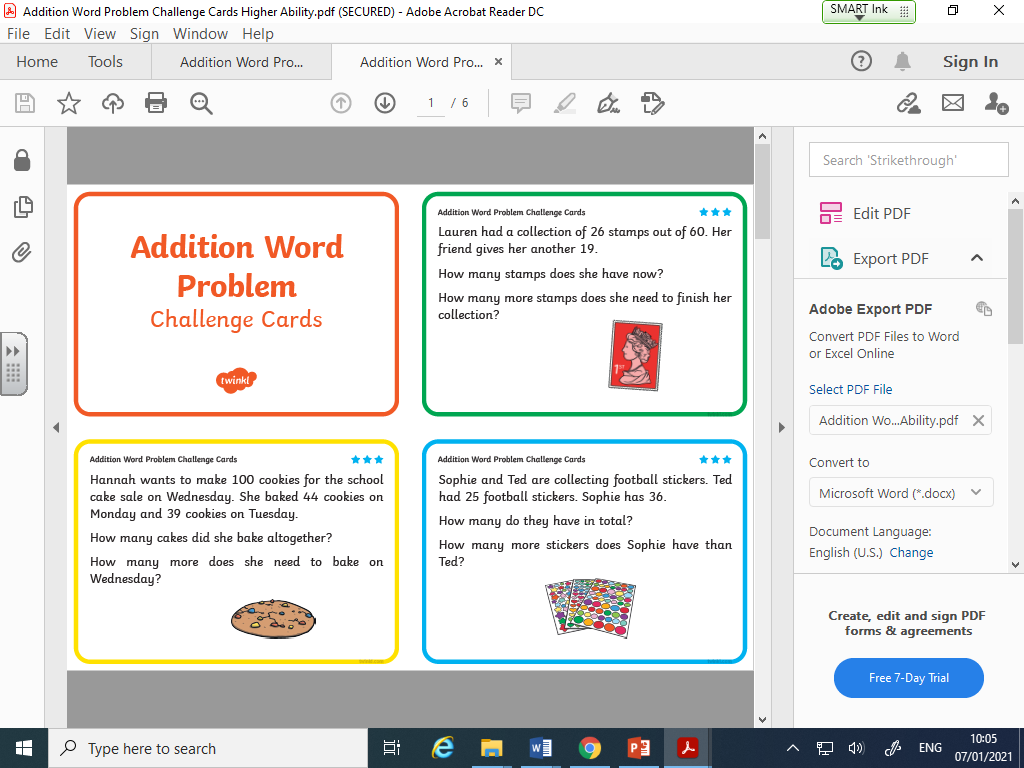 Addition Word Problem Challenge Cards Higher Ability.pdf (SECURED) - Adobe Acrobat Reader DC
SMART Ink
File Edit View Sign Window Help
Home Tools Addition Word Pro... Addition Word Pro... ×
? Sign In
1 / 6
Search 'Strikethrough'
Edit PDF
Export PDF
Adobe Export PDF
Convert PDF Files to Word
or Excel Online
Select PDF File
Addition Wo...Ability.pdf
Convert to
Microsoft Word (*.docx)
Document Language:
English (U.S.) Change
Create, edit and sign PDF
forms & agreements
Free 7-Day Trial
Addition Word
Problem
Challenge Cards
twinkl
Addition Word Problem Challenge Cards
Lauren had a collection of 26 stamps out of 60. Her
friend gives her another 19.
How many stamps does she have now?
How many more stamps does she need to finish her
collection?
1ST
Addition Word Problem Challenge Cards
Hannah wants to make 100 cookies for the school
cake sale on Wednesday. She baked 44 cookies on
Monday and 39 cookies on Tuesday.
How many cakes did she bake altogether?
How many more does she need to bake on
Wednesday?
Addition Word Problem Challenge Cards
Sophie and Ted are collecting football stickers. Ted
had 25 football stickers. Sophie has 36.
How many do they have in total?
How many more stickers does Sophie have than
Ted?
Type here to search
ENG
10:05
07/01/2021